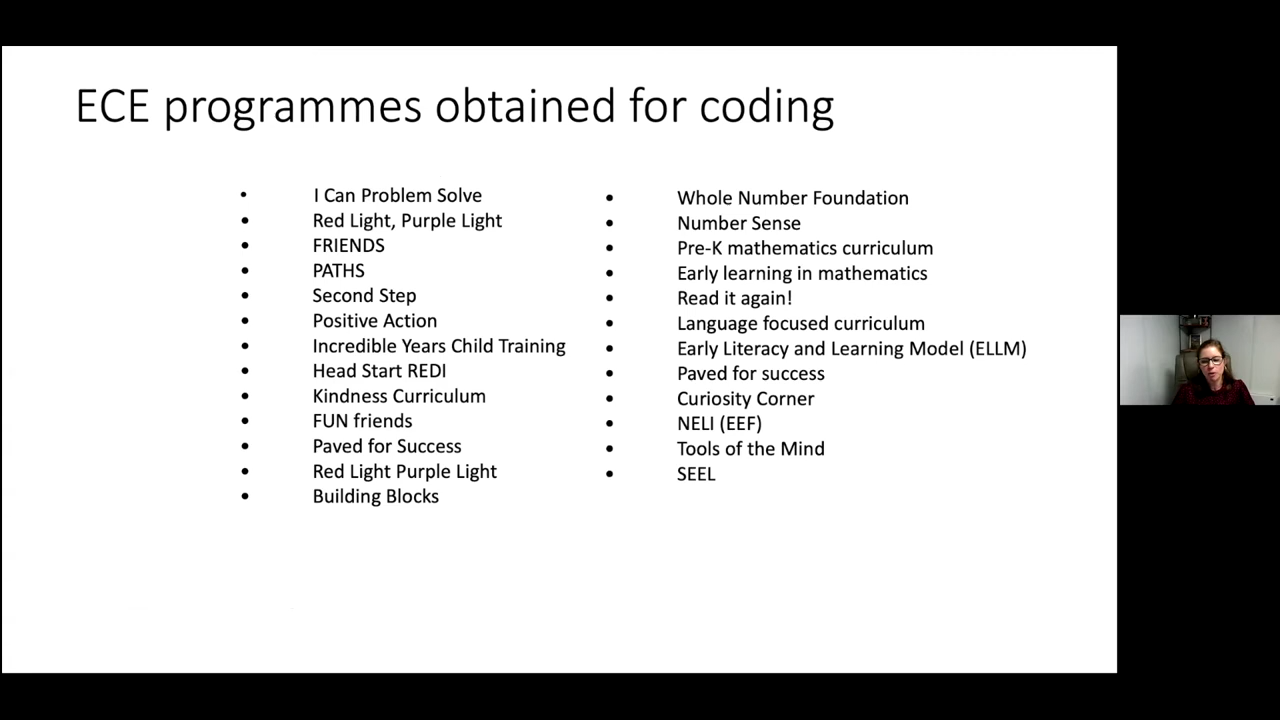 ECE programmes obtained for coding
• I Can Problem Solve
• Red Light, Purple Light
• FRIENDS
• PATHS
• Second Step
• Positive Action
• Incredible Years Child Training
• Head Start REDI
• Kindness Curriculum
• FUN friends
• Paved for Success
• Red Light Purple Light
• Building Blocks
• Whole Number Foundation
• Number Sense
• Pre-K mathematics curriculum
• Early learning in mathematics
• Read it again!
• Language focused curriculum
• Early Literacy and Learning Model (ELLM)
• Paved for success
• Curiosity Corner
• NELI (EEF)
• Tools of the Mind
• SEEL